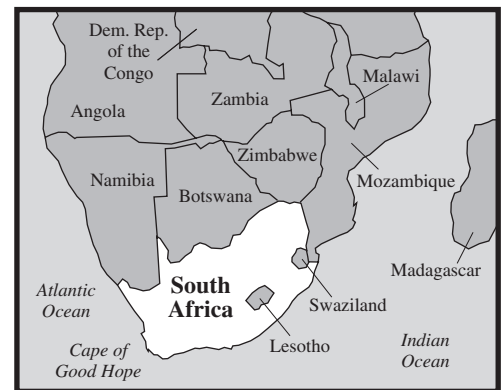 Dem. Rep.
of the
Congo
Malawi
Angola
Zambia
Zimbabwe
Namibia
Botswana
Mozambique
Madagascar
South
Africa
Swaziland
Atlantic
Ocean
Lesotho
Indian
Ocean
Cape of
Good Hope